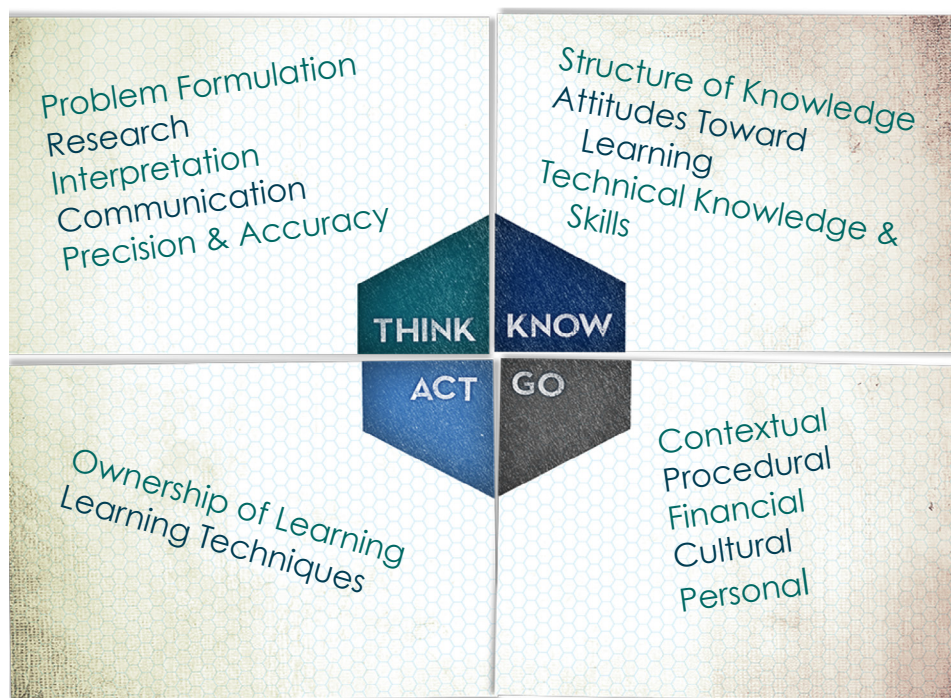 Problem Formulation
Research
Interpretation
Communication
Precision & Accuracy
THINK
Structure of Knowledge
Attitudes Toward
Learning
Technical Knowledge &
Skills
KNOW
ACT
Ownership of Learning
Learning Techniques
GO
Contextual
Procedural
Financial
Cultural
Personal